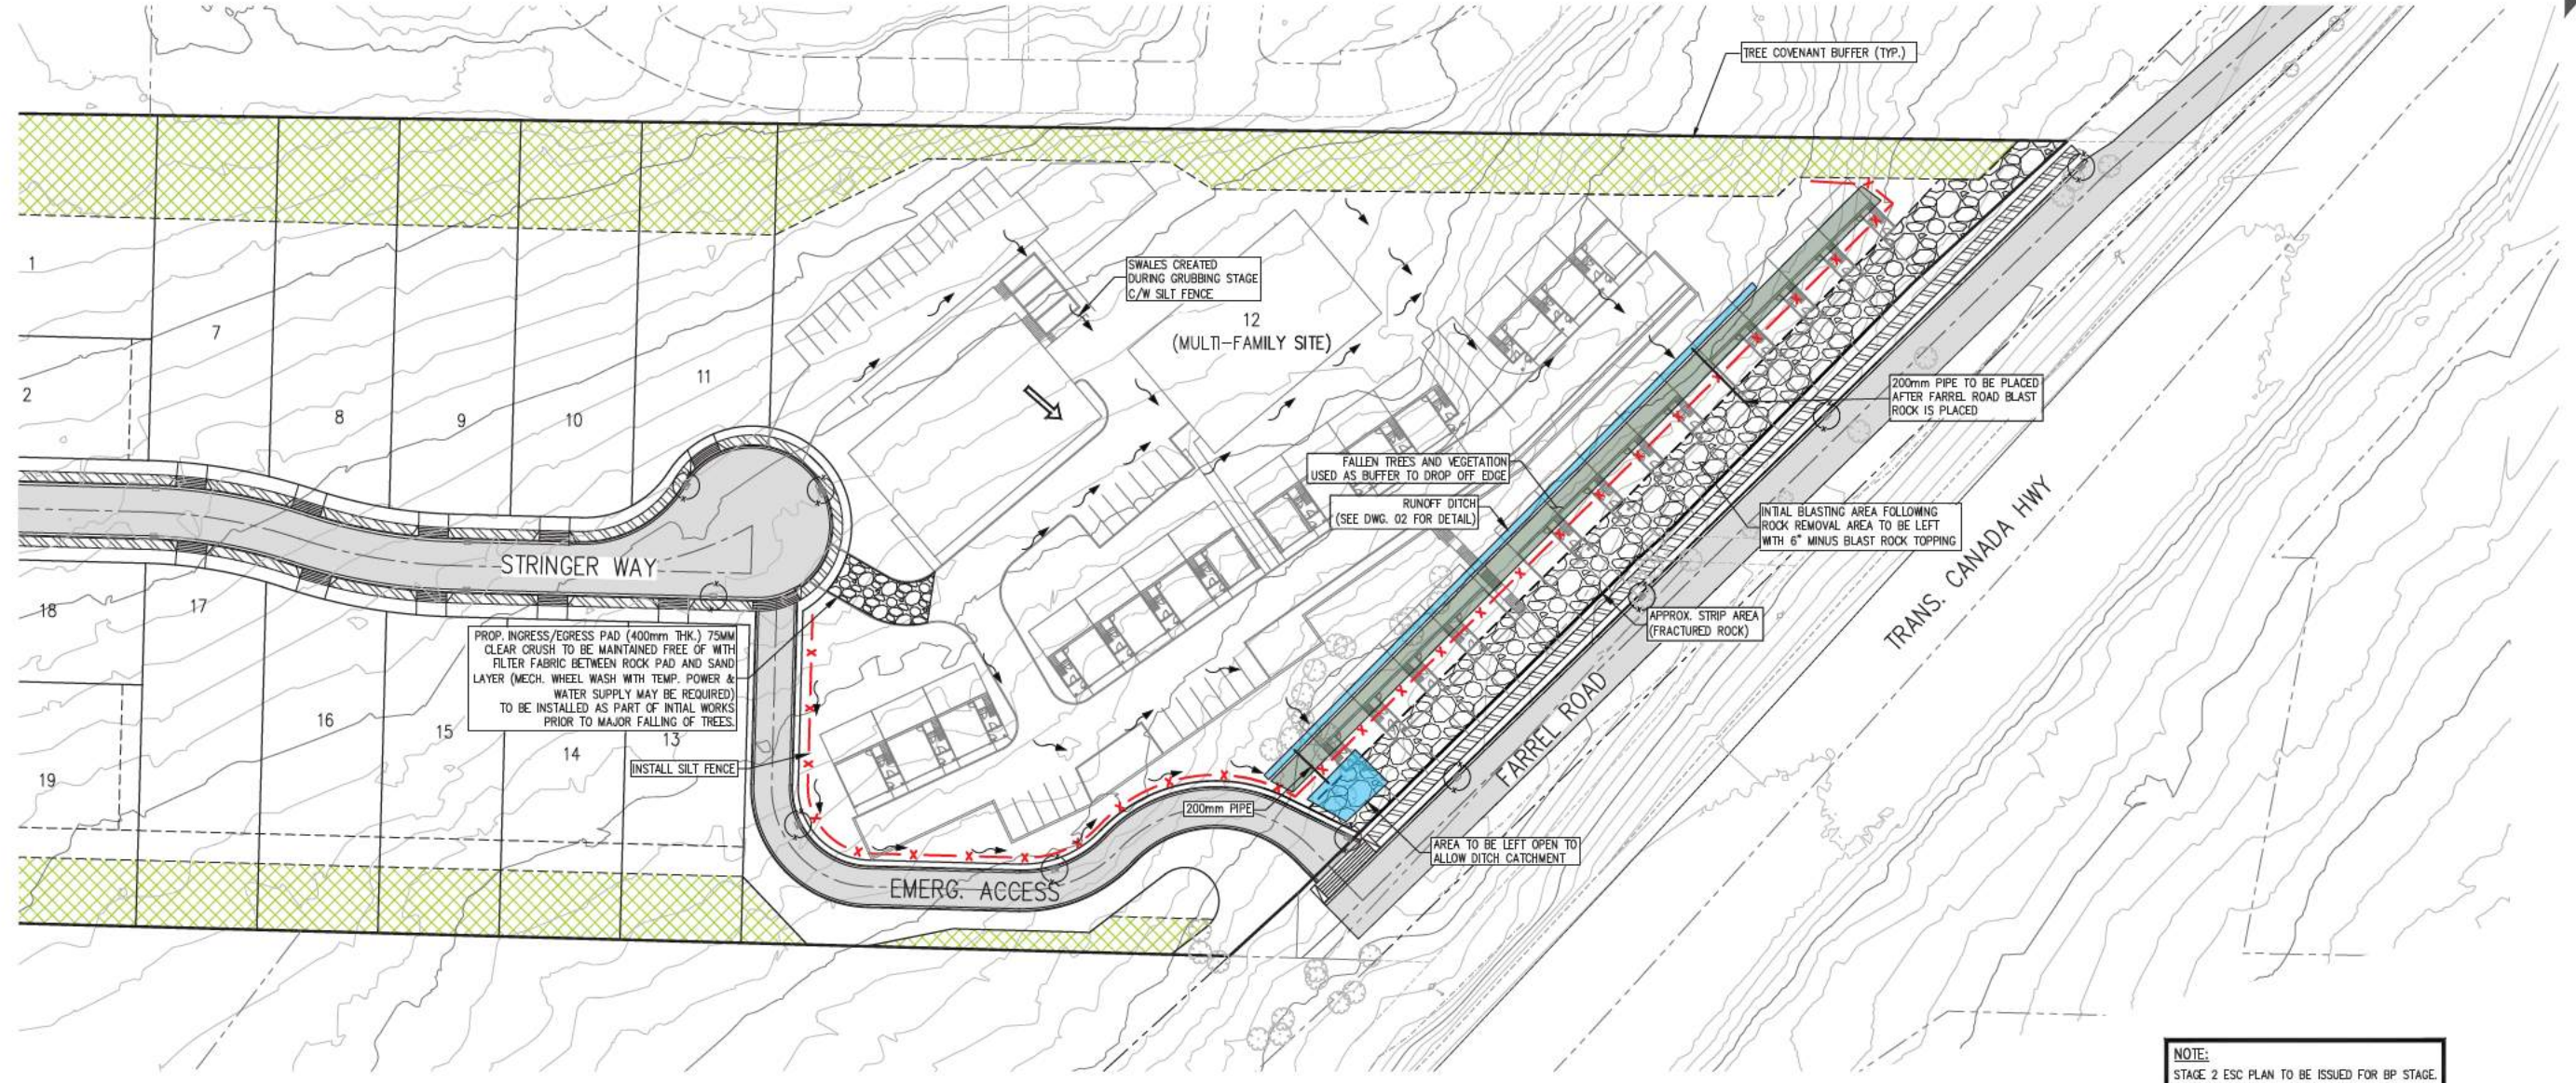 TREE COVENANT BUFFER (TYP.)
1
7
2
8
9
10
11
SWALES CREATED
DURING GRUBBING STAGE
C/W SILT FENCE
12
(MULTI-FAMILY SITE)
200mm PIPE TO BE PLACED
AFTER FARREL ROAD BLAST
ROCK IS PLACED
FALLEN TREES AND VEGETATION
USED AS BUFFER TO DROP OFF EDGE
RUNOFF DITCH
(SEE DWG. 02 FOR DETAIL)
INTIAL BLASTING AREA FOLLOWING
ROCK REMOVAL AREA TO BE LEFT
WITH 6" MINUS BLAST ROCK TOPPING
STRINGER WAY
TRANS. CANADA HWY
18
17
APPROX. STRIP AREA
(FRACTURED ROCK)
PROP. INGRESS/EGRESS PAD (400mm THK.) 75MM
CLEAR CRUSH TO BE MAINTAINED FREE OF WITH
FILTER FABRIC BETWEEN ROCK PAD AND SAND
LAYER (MECH. WHEEL WASH WITH TEMP. POWER &
WATER SUPPLY MAY BE REQUIRED)
TO BE INSTALLED AS PART OF INTIAL WORKS
PRIOR TO MAJOR FALLING OF TREES.
16
15
14
13
19
INSTALL SILT FENCE
FARREL ROAD
200mm PIPE
AREA TO BE LEFT OPEN TO
ALLOW DITCH CATCHMENT
EMERG. ACCESS
NOTE:
STAGE 2 ESC PLAN TO BE ISSUED FOR BP STAGE.